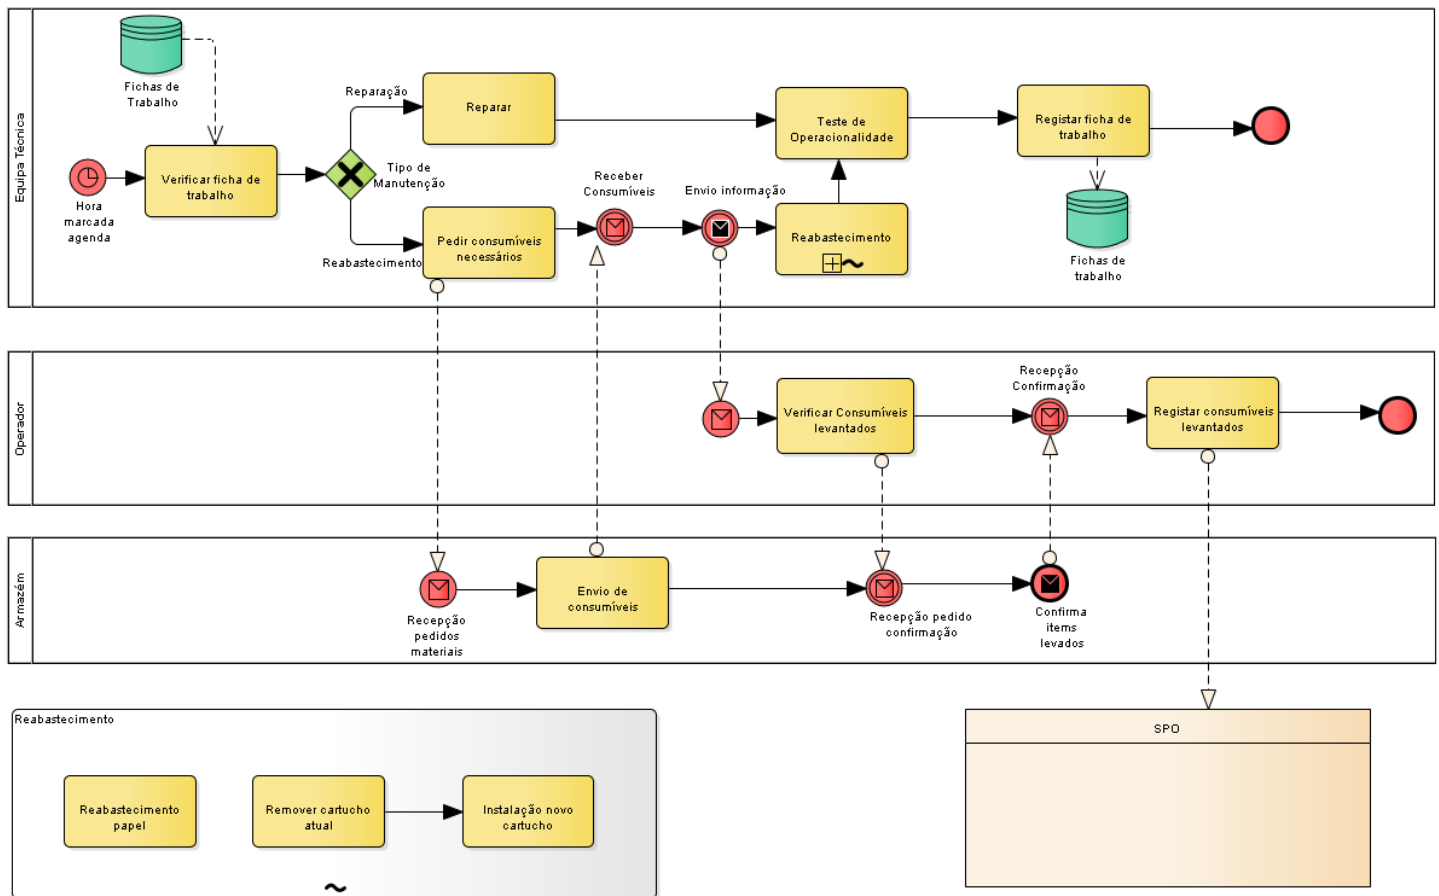 Equipa Técnica
Fichas de
Trabalho
Hora
marcada
agenda
Verificar ficha de
trabalho
Tipo de
Manutenção
Reparação
Reabastecimento
Reparar
Pedir consumíveis
necessários
Receber
Consumíveis
Envio informação
Teste de
Operacionalidade
Reabastecimento
Registar ficha de
trabalho
Fichas de
trabalho
Operador
Verificar Consumíveis
levantados
Recepção
Confirmação
Registar consumíveis
levantados
Armazém
Recepção
pedidos
materiais
Envio de
consumíveis
Recepção pedido
confirmação
Confirma
items
levados
Reabastecimento
Reabastecimento
papel
Remover cartucho
atual
Instalação novo
cartucho
SPO